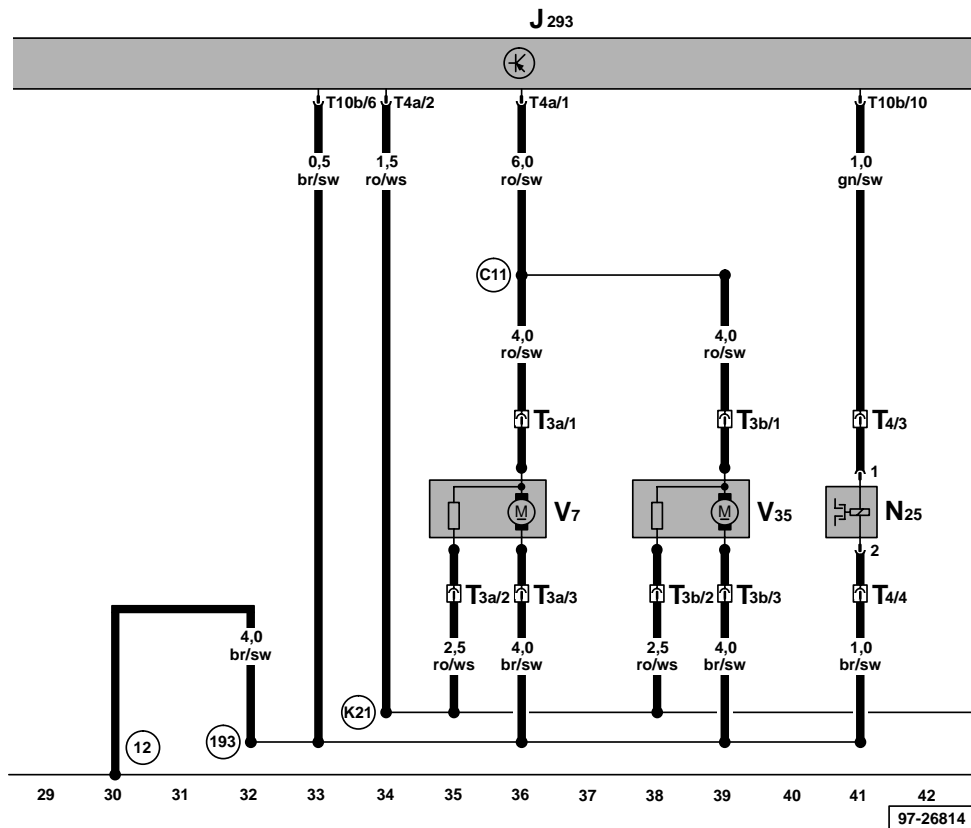 J 293
T10b/6 T4a/2 T4a/1 T10b/10
0,5 1,5 6,0 1,0
br/sw ro/ws ro/sw gn/sw
C11
4,0 4,0
ro/sw ro/sw
T3a/1 T3b/1 T4/3
1
M V7 M V35 N25
2
T3a/2 T3a/3 T3b/2 T3b/3 T4/4
4,0 2,5 4,0 2,5 4,0 1,0
br/sw ro/ws br/sw ro/ws br/sw br/sw
K21
12 193
29 30 31 32 33 34 35 36 37 38 39 40 41 42
97-26814